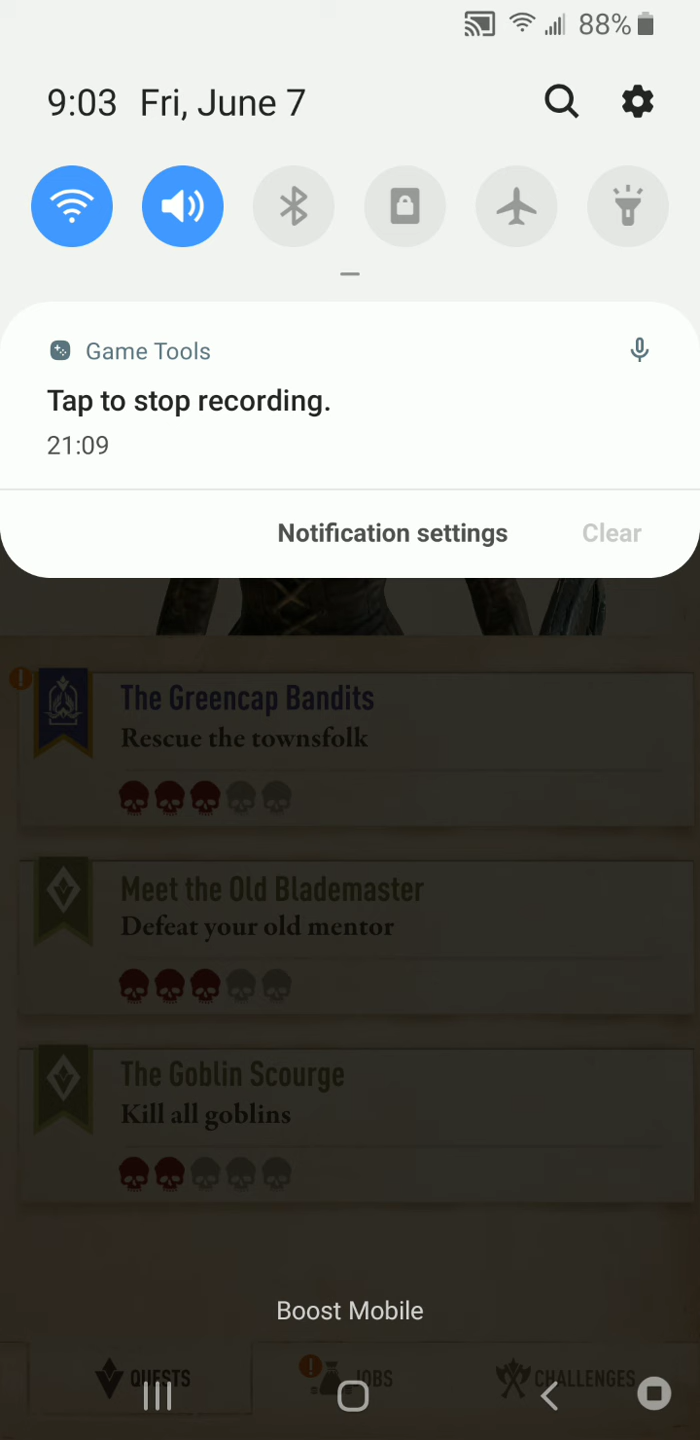 88%
9:03 Fri, June 7
Game Tools
Tap to stop recording.
21:09
Notification settings Clear
The Greencap Bandits
Rescue the townsfolk
Meet the Old Blademaster
Defeat your old mentor
The Goblin Scourge
Kill all goblins
Boost Mobile
QUESTS JOBS CHALLENGES